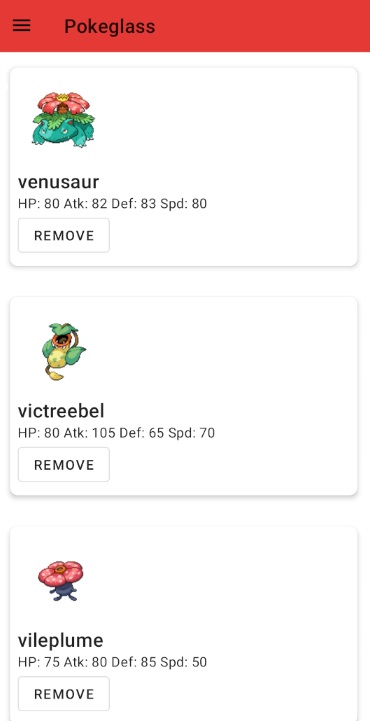 Pokeglass
venusaur
HP: 80 Atk: 82 Def: 83 Spd: 80
REMOVE
victreebel
HP: 80 Atk: 105 Def: 65 Spd: 70
REMOVE
vileplume
HP: 75 Atk: 80 Def: 85 Spd: 50
REMOVE